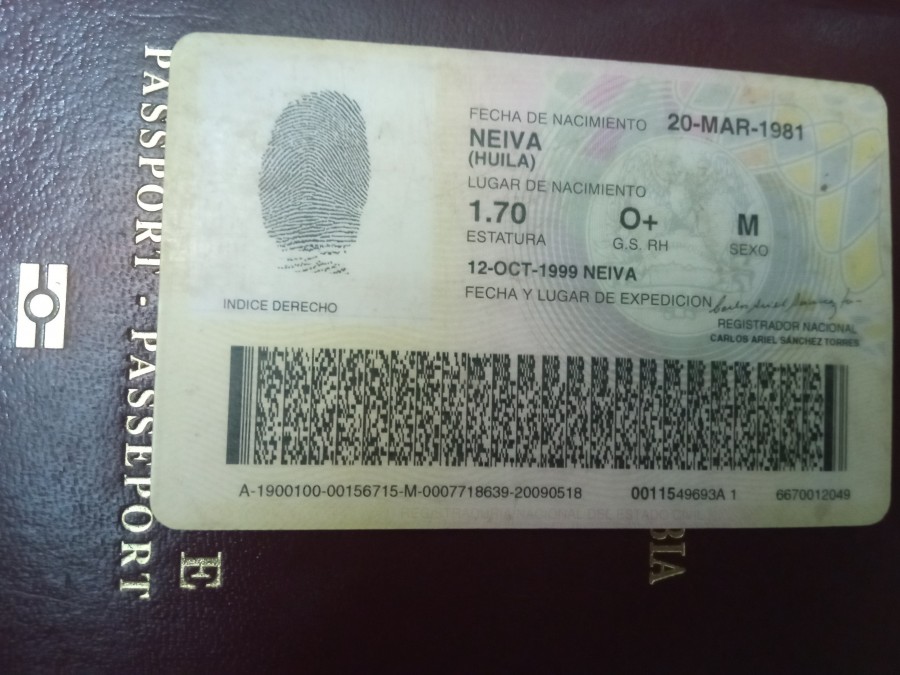 FECHA DE NACIMIENTO 20-MAR-1981
NEIVA
(HUILA)
LUGAR DE NACIMIENTO
1.70 O+ M
ESTATURA G.S. RH SEXO
12-OCT-1999 NEIVA
FECHA Y LUGAR DE EXPEDICION
INDICE DERECHO
REGISTRADOR NACIONAL
CARLOS ARIEL SÁNCHEZ TORRES
A-1900100-00156715-M-0007718639-20090518 0011549693A 1 6670012049
BIA
E
PASSPORT - PASSEPORT